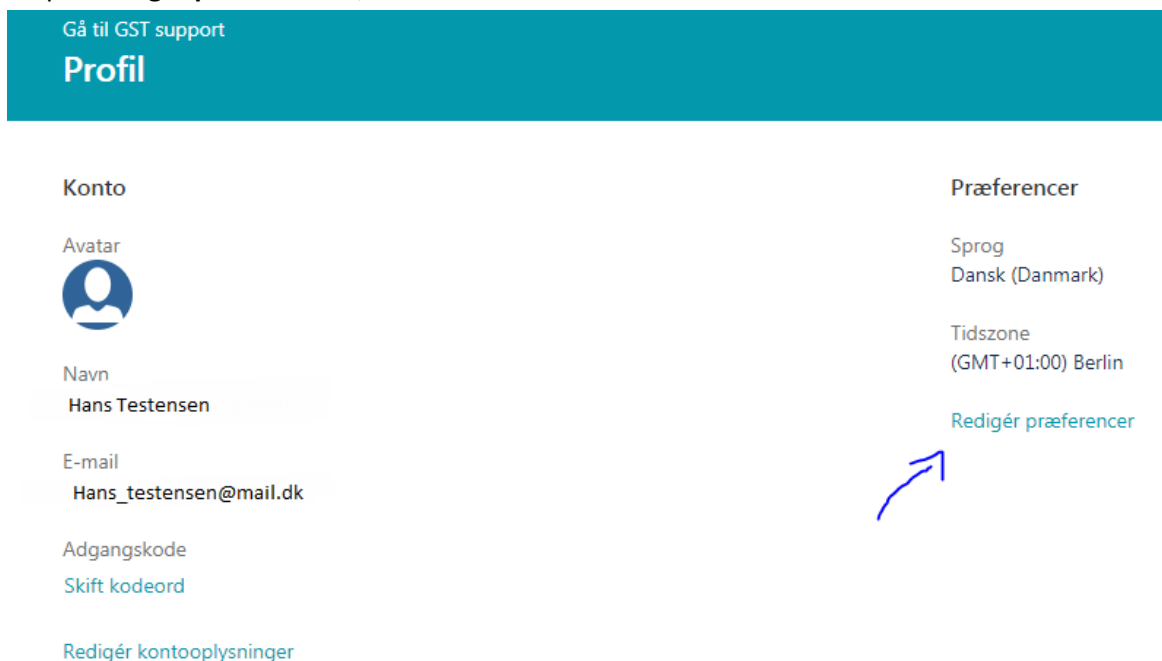 Gå til GST support
Profil
Konto
Avatar
Navn
Hans Testensen
E-mail
Hans_testensen@mail.dk
Adgangskode
Skift kodeord
Redigér kontooplysninger
Præferencer
Sprog
Dansk (Danmark)
Tidszone
(GMT+01:00) Berlin
Redigér præferencer